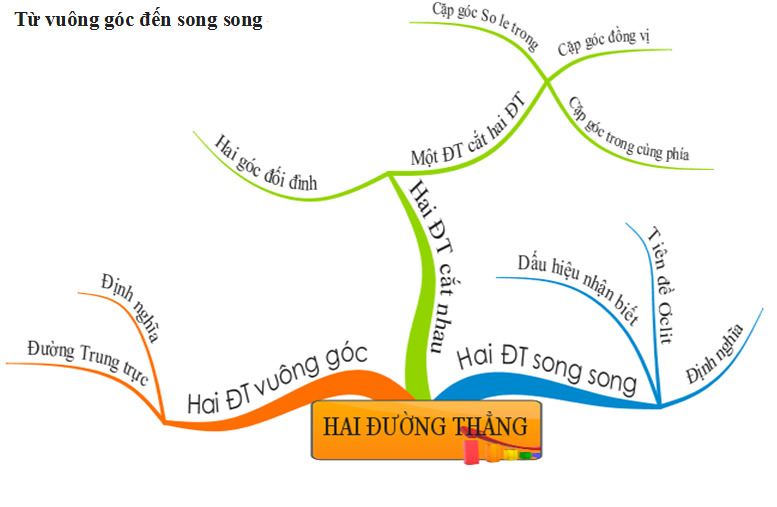 Từ vuông góc đến song song
Cặp góc So le trong
Cặp góc đồng vị
Cặp góc trong cùng phía
Một ĐT cắt hai ĐT
Hai góc đối đỉnh
Hai ĐT cắt nhau
Định nghĩa
Đường Trung trực
Hai ĐT vuông góc
Dấu hiệu nhận biết
Tiên đề Ơclit
Định nghĩa
Hai ĐT song song
HAI ĐƯỜNG THẲNG